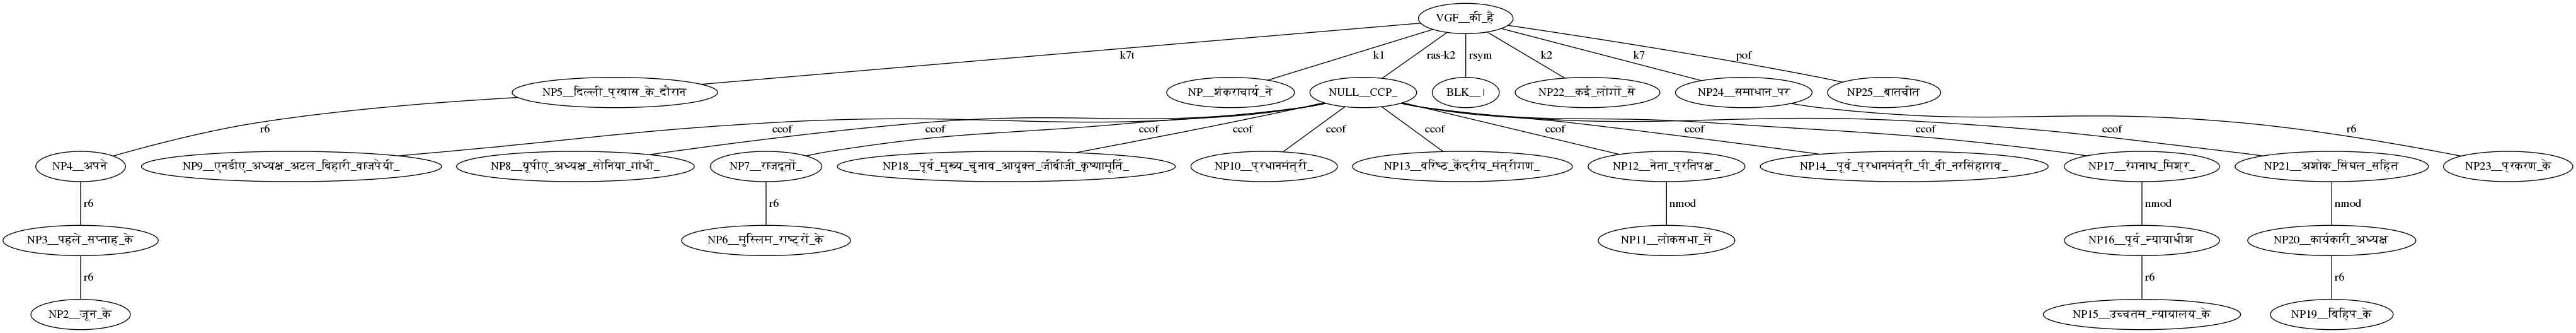 VGF__की_है
k7t k1 ras-k2 rsym k2 k7 pof
NP5__दिल्ली_प्रवास_के_दौरान NP__शंकराचार्य_ने NULL__CCP_ BLK__। NP22__कई_लोगों_से NP24__समाधान_पर NP25__बातचीत
r6 ccof ccof ccof ccof ccof ccof ccof ccof ccof ccof r6
NP4__अपने NP9__एनडीए_अध्यक्ष_अटल_बिहारी_वाजपेयी_ NP8__यूपीए_अध्यक्ष_सोनिया_गांधी_ NP7__राजदूतों_ NP18__पूर्व_मुख्य_चुनाव_आयुक्त_जीवीजी_कृष्णामूर्ति_ NP10__प्रधानमंत्री_ NP13__वरिष्ठ_केंद्रीय_मंत्रीगण_ NP12__नेता_प्रतिपक्ष_ NP14__पूर्व_प्रधानमंत्री_पी_वी_नरसिंहाराव_ NP17__रंगनाथ_मिश्र_ NP21__अशोक_सिंघल_सहित NP23__प्रकरण_के
r6 r6 nmod nmod nmod
NP3__पहले_सप्ताह_के NP6__मुस्लिम_राष्ट्रों_के NP11__लोकसभा_में NP16__पूर्व_न्यायाधीश NP20__कार्यकारी_अध्यक्ष
r6 r6 r6
NP2__जून_के NP15__उच्चतम_न्यायालय_के NP19__विहिप_के